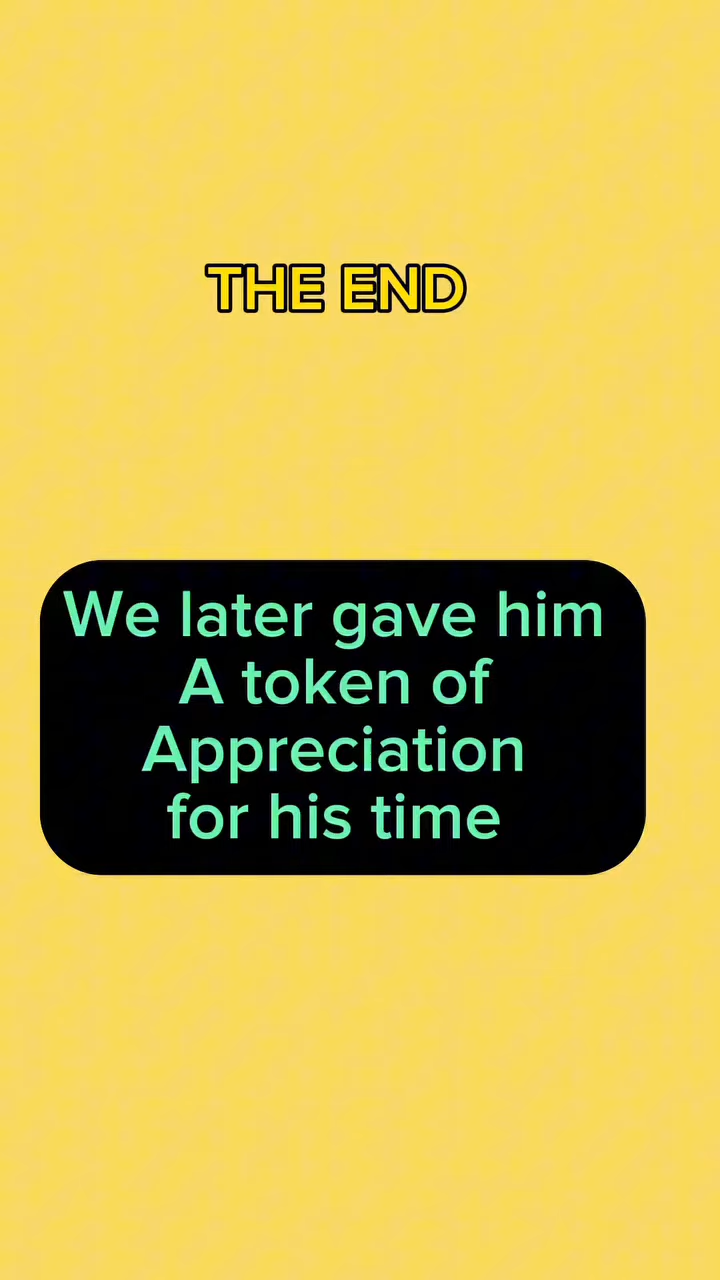 THE END
We later gave him
A token of
Appreciation
for his time